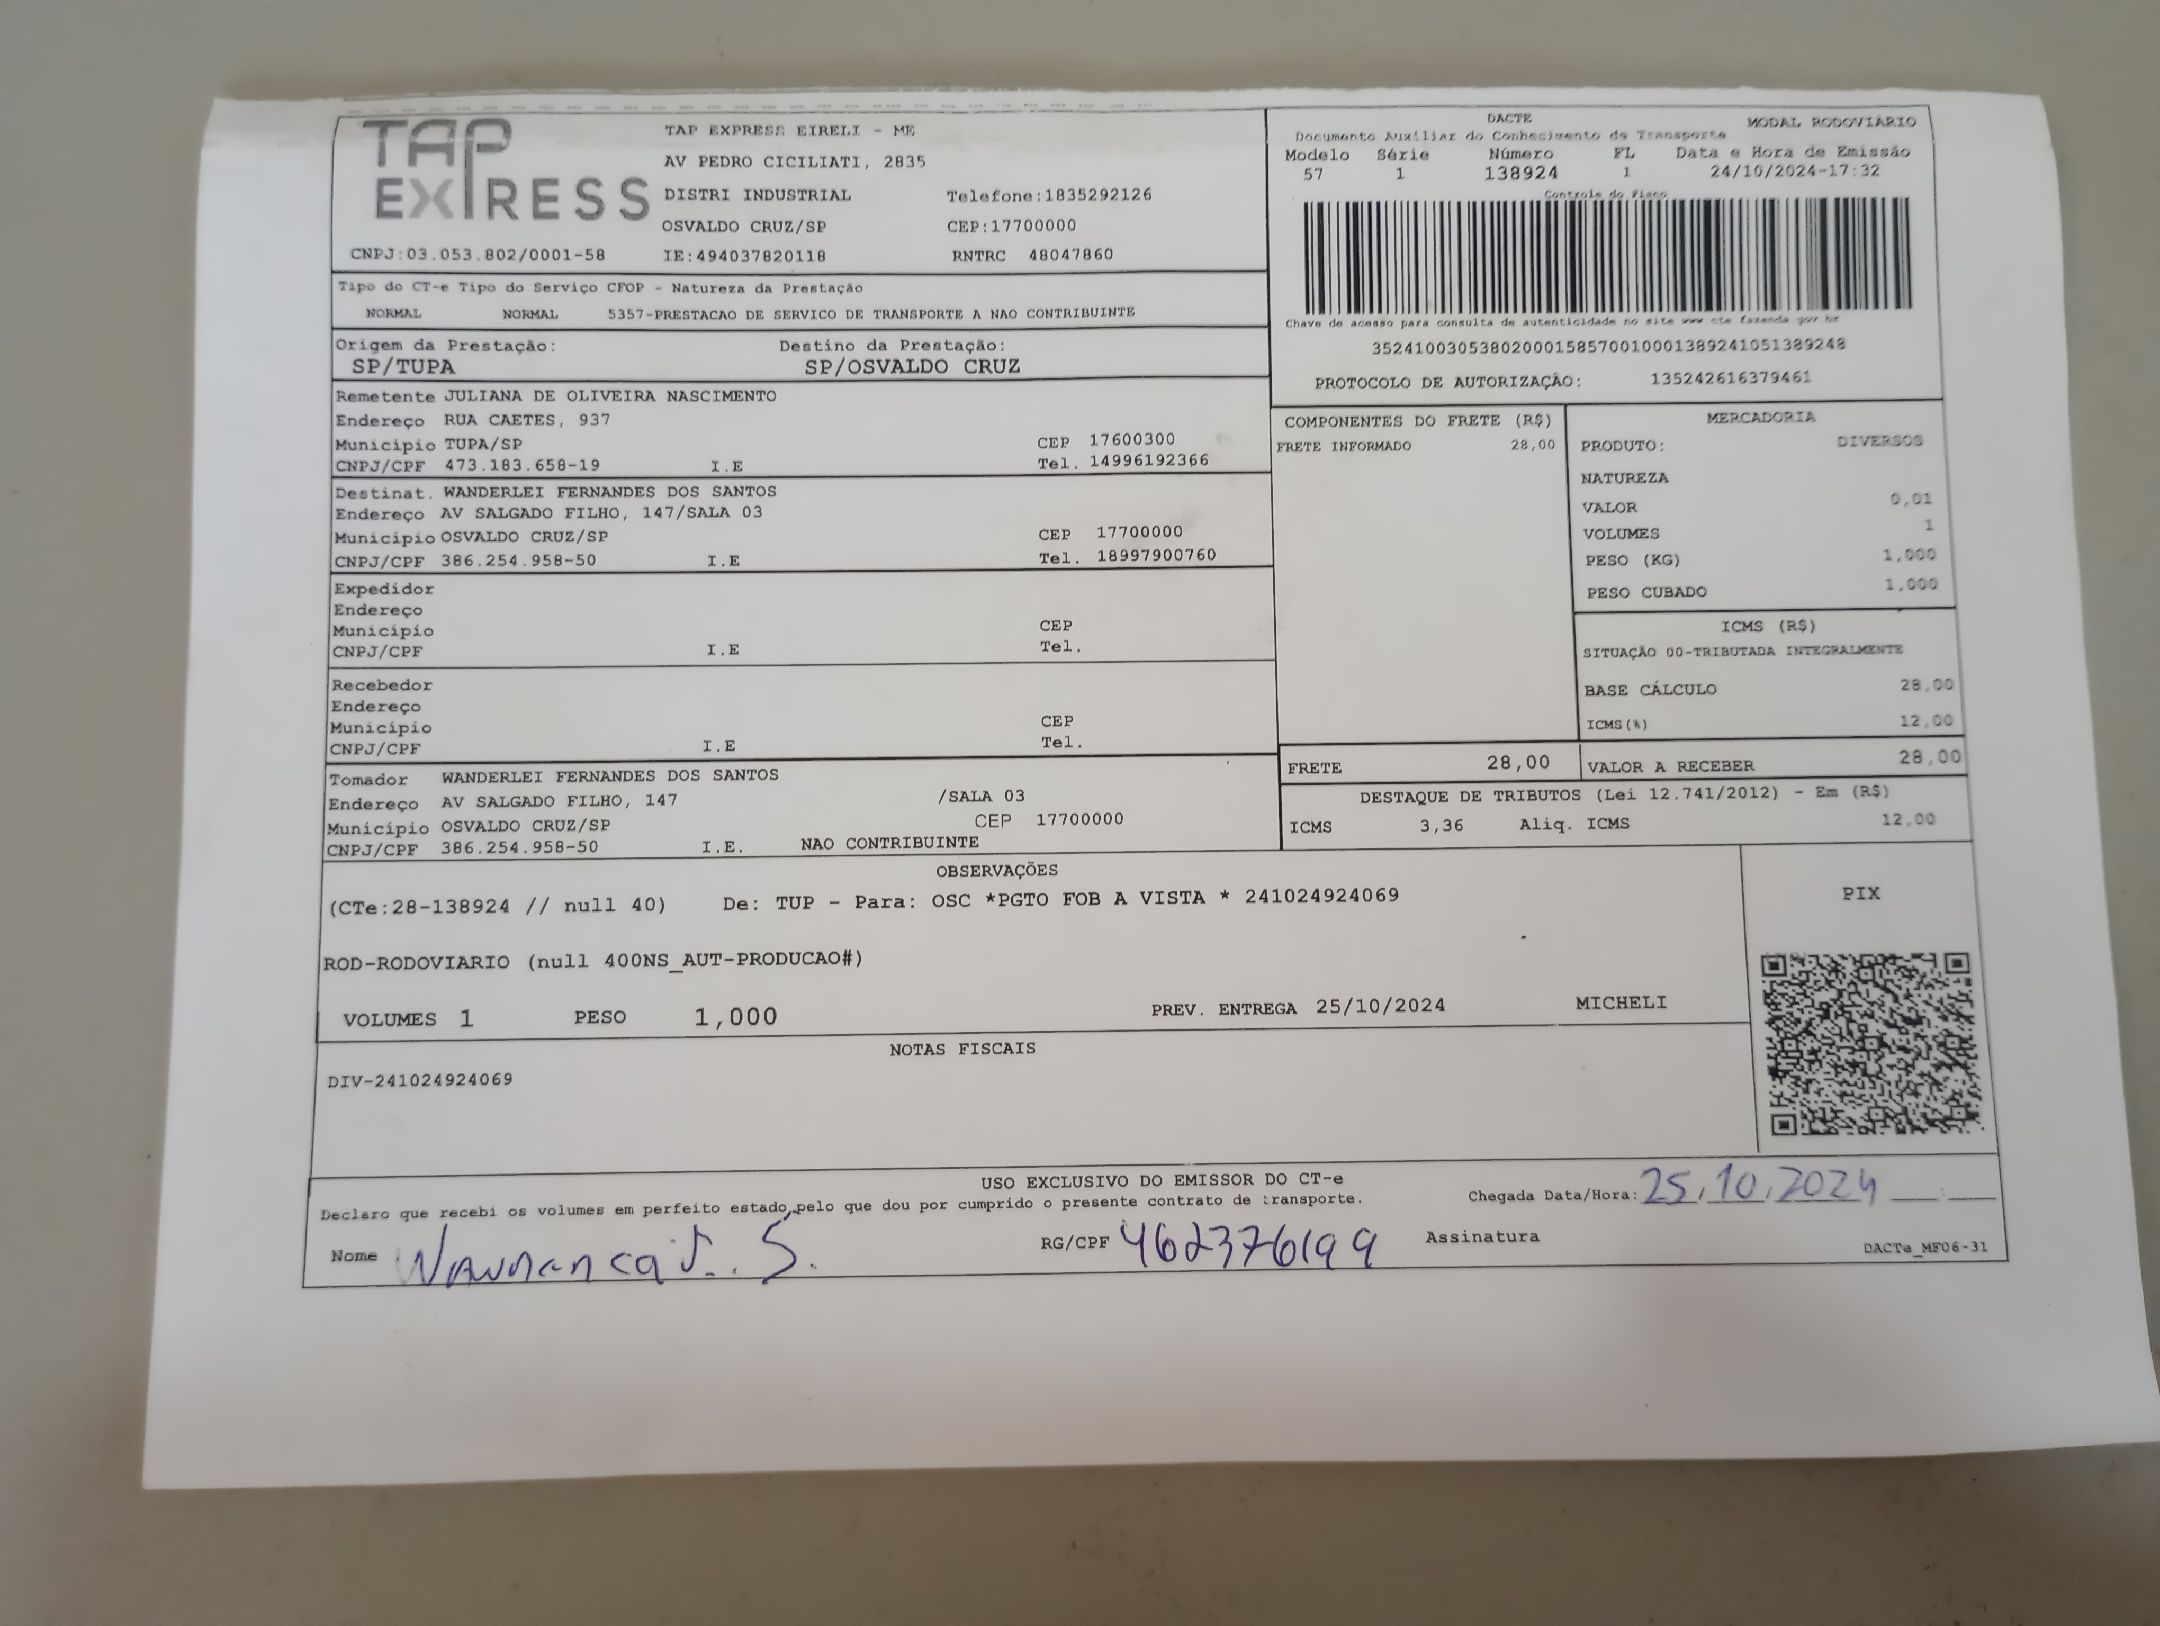 TAP EXPRESS
TAP EXPRESS EIRELI - ME
AV PEDRO CICILIATI, 2835
DISTRI INDUSTRIAL Telefone:1835292126
OSVALDO CRUZ/SP CEP:17700000
CNPJ:03.053.802/0001-58 IE:494037820118 RNTRC 48047860
DACTE MODAL RODOVIÁRIO
Documento Auxiliar do Conhecimento de Transporte
Modelo Série Número FL Data e Hora de Emissão
57 1 138924 1 24/10/2024-17:32
Controle do Fisco
Chave de acesso para consulta de autenticidade no site www.cte.fazenda.gov.br
35241003053802000158570010001389241051389248
PROTOCOLO DE AUTORIZAÇÃO: 135242616379461
Tipo do CT-e Tipo do Serviço CFOP - Natureza da Prestação
NORMAL NORMAL 5357-PRESTACAO DE SERVICO DE TRANSPORTE A NAO CONTRIBUINTE
Origem da Prestação: Destino da Prestação:
SP/TUPA SP/OSVALDO CRUZ
Remetente JULIANA DE OLIVEIRA NASCIMENTO
Endereço RUA CAETES, 937
Município TUPA/SP CEP 17600300
CNPJ/CPF 473.183.658-19 I.E Tel. 14996192366
Destinat. WANDERLEI FERNANDES DOS SANTOS
Endereço AV SALGADO FILHO, 147/SALA 03
Município OSVALDO CRUZ/SP CEP 17700000
CNPJ/CPF 386.254.958-50 I.E Tel. 18997900760
Expedidor
Endereço
Município CEP
CNPJ/CPF I.E Tel.
Recebedor
Endereço
Município CEP
CNPJ/CPF I.E Tel.
Tomador WANDERLEI FERNANDES DOS SANTOS
Endereço AV SALGADO FILHO, 147 /SALA 03
Município OSVALDO CRUZ/SP CEP 17700000
CNPJ/CPF 386.254.958-50 I.E. NAO CONTRIBUINTE
COMPONENTES DO FRETE (R$)
FRETE INFORMADO 28,00
MERCADORIA
PRODUTO: DIVERSOS
NATUREZA
VALOR 0,01
VOLUMES 1
PESO (KG) 1,000
PESO CUBADO 1,000
ICMS (R$)
SITUAÇÃO 00-TRIBUTADA INTEGRALMENTE
BASE CÁLCULO 28,00
ICMS(%) 12,00
FRETE 28,00 VALOR A RECEBER 28,00
DESTAQUE DE TRIBUTOS (Lei 12.741/2012) - Em (R$)
ICMS 3,36 Aliq. ICMS 12,00
OBSERVAÇÕES
(CTe:28-138924 // null 40) De: TUP - Para: OSC *PGTO FOB A VISTA * 241024924069
ROD-RODOVIARIO (null 400NS_AUT-PRODUCAO#)
VOLUMES 1 PESO 1,000 PREV. ENTREGA 25/10/2024 MICHELI
PIX
NOTAS FISCAIS
DIV-241024924069
USO EXCLUSIVO DO EMISSOR DO CT-e
Declaro que recebi os volumes em perfeito estado,pelo que dou por cumprido o presente contrato de transporte.
Chegada Data/Hora: 25/10/2024 __:__
Nome S. RG/CPF 462376199 Assinatura
DACTe_MF06-31